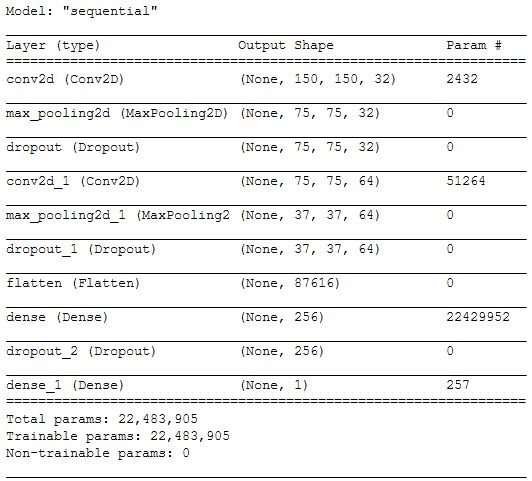 Model: "sequential"
Layer (type) Output Shape Param #
conv2d (Conv2D) (None, 150, 150, 32) 2432
max_pooling2d (MaxPooling2D) (None, 75, 75, 32) 0
dropout (Dropout) (None, 75, 75, 32) 0
conv2d_1 (Conv2D) (None, 75, 75, 64) 51264
max_pooling2d_1 (MaxPooling2 (None, 37, 37, 64) 0
dropout_1 (Dropout) (None, 37, 37, 64) 0
flatten (Flatten) (None, 87616) 0
dense (Dense) (None, 256) 22429952
dropout_2 (Dropout) (None, 256) 0
dense_1 (Dense) (None, 1) 257
Total params: 22,483,905
Trainable params: 22,483,905
Non-trainable params: 0